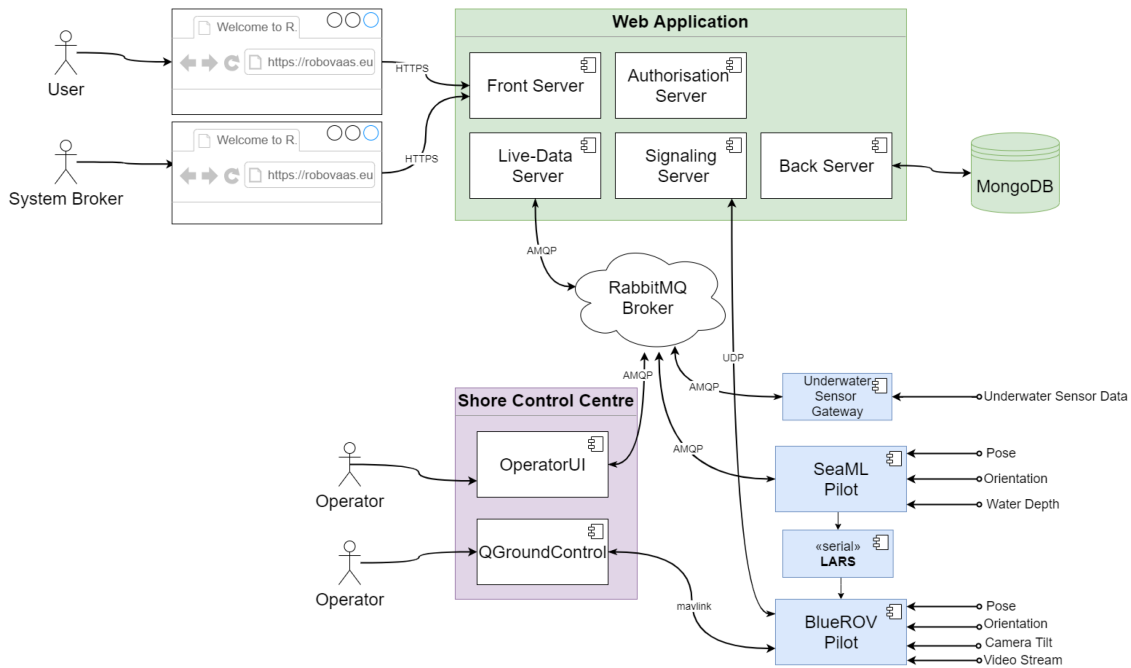 Web Application
Welcome to R.
https://robovaas.eu
User
HTTPS
Front Server
Authorisation
Server
Welcome to R.
https://robovaas.eu
System Broker
HTTPS
Live-Data
Server
Signaling
Server
Back Server
MongoDB
AMQP
RabbitMQ
Broker
UDP
AMQP
AMQP
AMQP
Underwater
Sensor
Gateway
Underwater Sensor Data
Shore Control Centre
OperatorUI
Operator
SeaML
Pilot
Pose
Orientation
Water Depth
QGroundControl
Operator
«serial»
LARS
mavlink
BlueROV
Pilot
Pose
Orientation
Camera Tilt
Video Stream